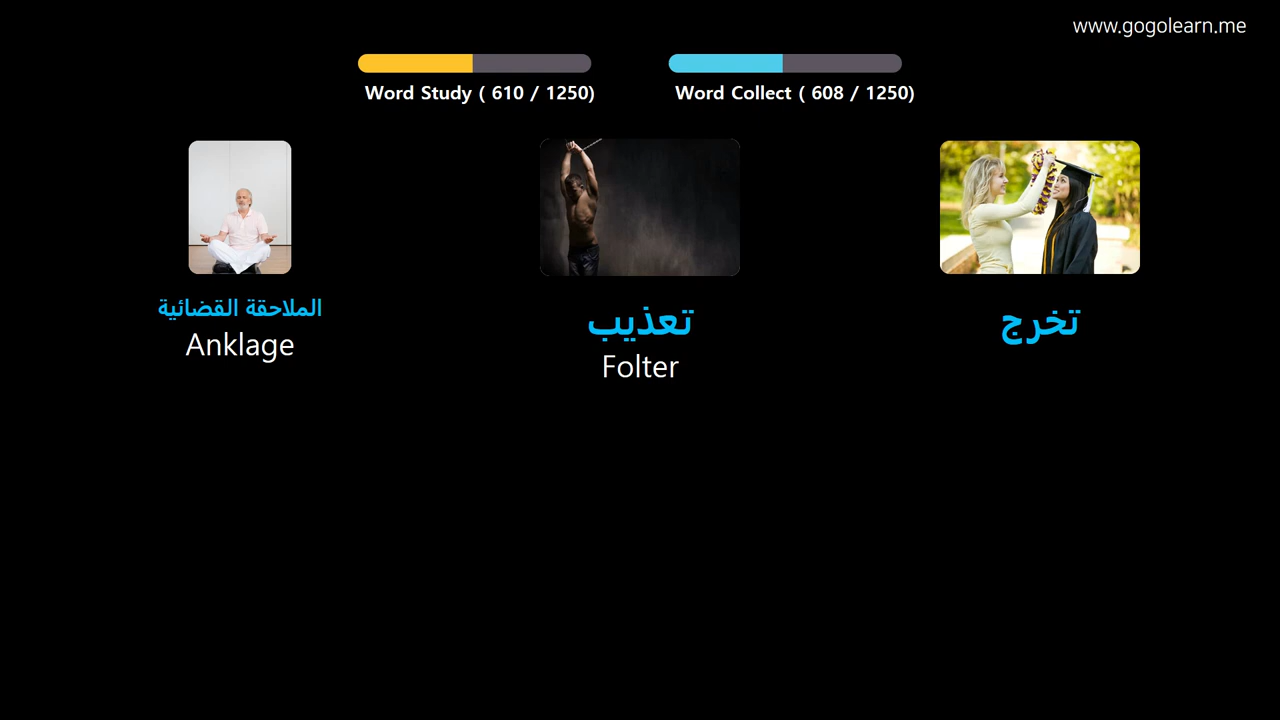 www.gogolearn.me
Word Study ( 610 / 1250)
Word Collect ( 608 / 1250)
الملاحقة القضائية
Anklage
تعذيب
Folter
تخرج